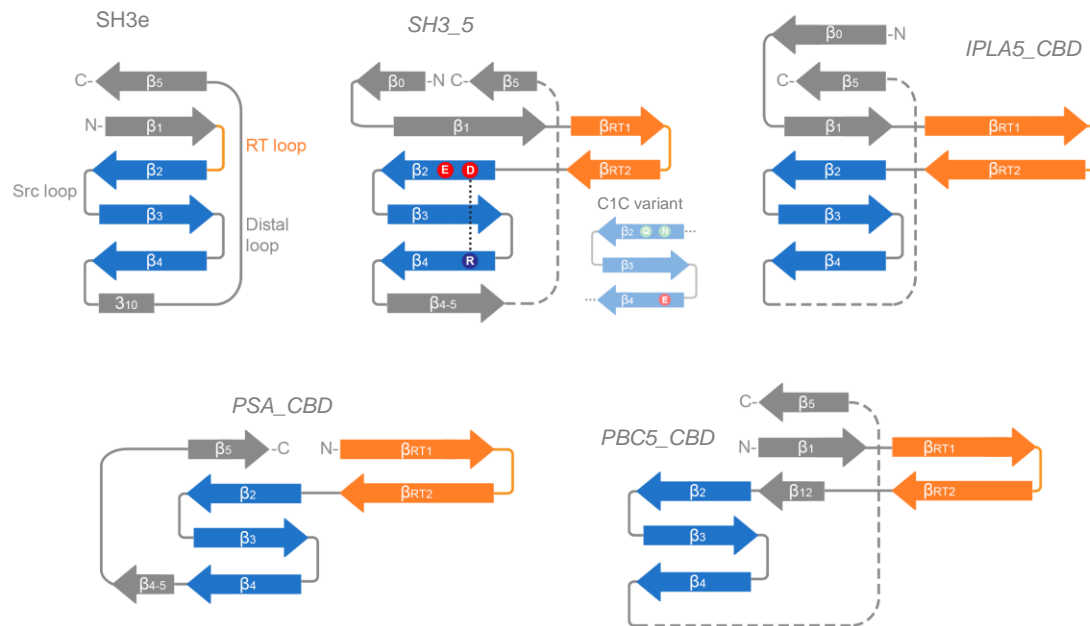 SH3e
C-
β5
N-
β1
RT loop
β2
Src loop
β3
Distal
loop
β4
310
SH3_5
β0
-N
C-
β5
β1
βRT1
β2
E
D
βRT2
β3
β4
R
β4-5
C1C variant
β2
Q
N
...
β3
...
β4
E
IPLA5_CBD
β0
-N
C-
β5
β1
βRT1
β2
βRT2
β3
β4
PSA_CBD
β5
-C
N-
βRT1
β2
βRT2
β3
β4-5
β4
PBC5_CBD
C-
β5
N-
β1
βRT1
β2
β12
βRT2
β3
β4